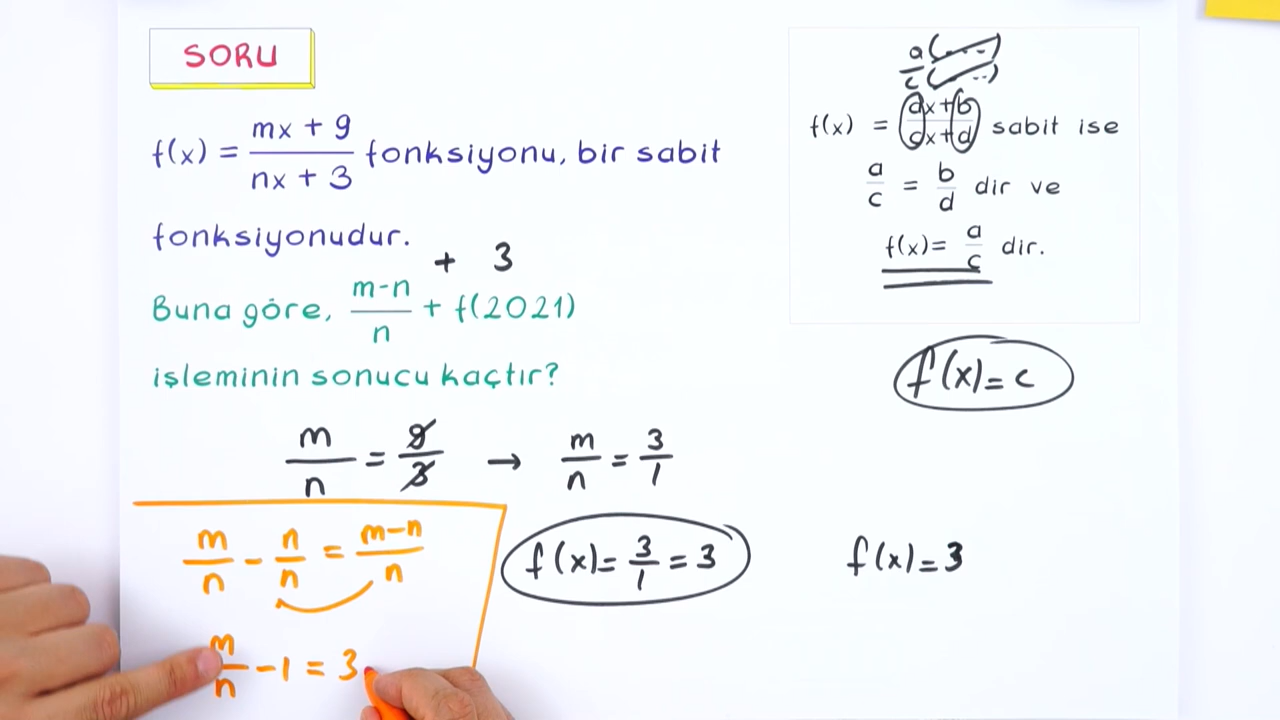 SORU
f(x) = (mx + 9)/(nx + 3) fonksiyonu, bir sabit
fonksiyonudur.
+ 3
Buna göre, (m-n)/n + f(2021)
işleminin sonucu kaçtır?
m/n = 9/3 → m/n = 3/1
m/n - n/n = (m-n)/n
m/n - 1 = 3
f(x) = 3/1 = 3
f(x) = 3
a(...)
c(...)
f(x) = (ax+b)/(cx+d) sabit ise
a/c = b/d dir ve
f(x) = a/c dir.
f(x) = c